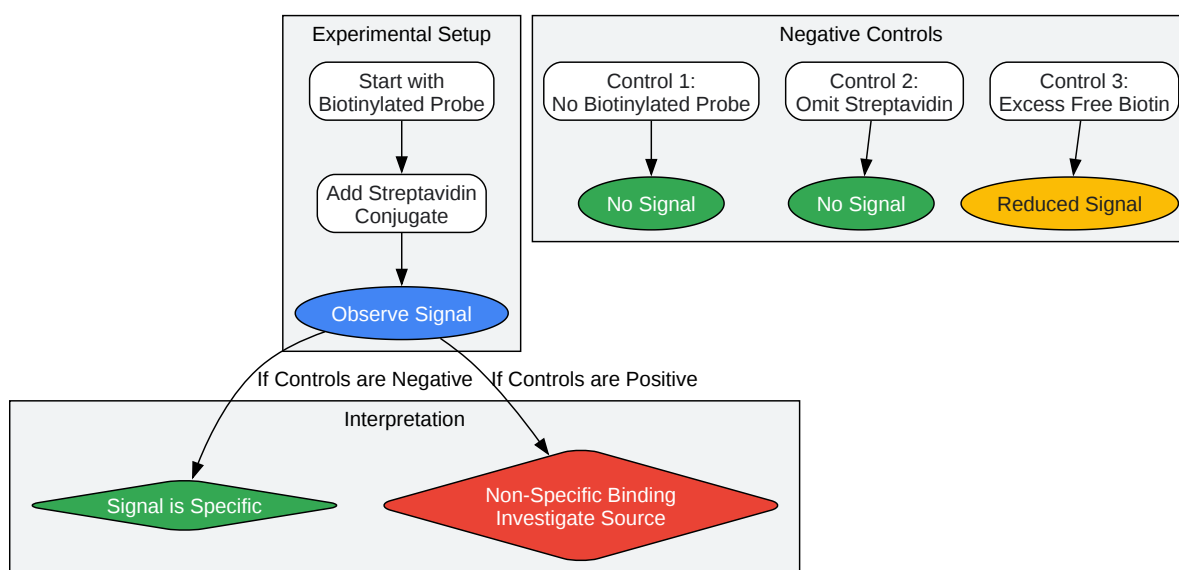 Experimental Setup
Start with
Biotinylated Probe
Add Streptavidin
Conjugate
Observe Signal
Negative Controls
Control 1:
No Biotinylated Probe
Control 2:
Omit Streptavidin
Control 3:
Excess Free Biotin
No Signal
No Signal
Reduced Signal
If Controls are Negative
If Controls are Positive
Interpretation
Signal is Specific
Non-Specific Binding
Investigate Source